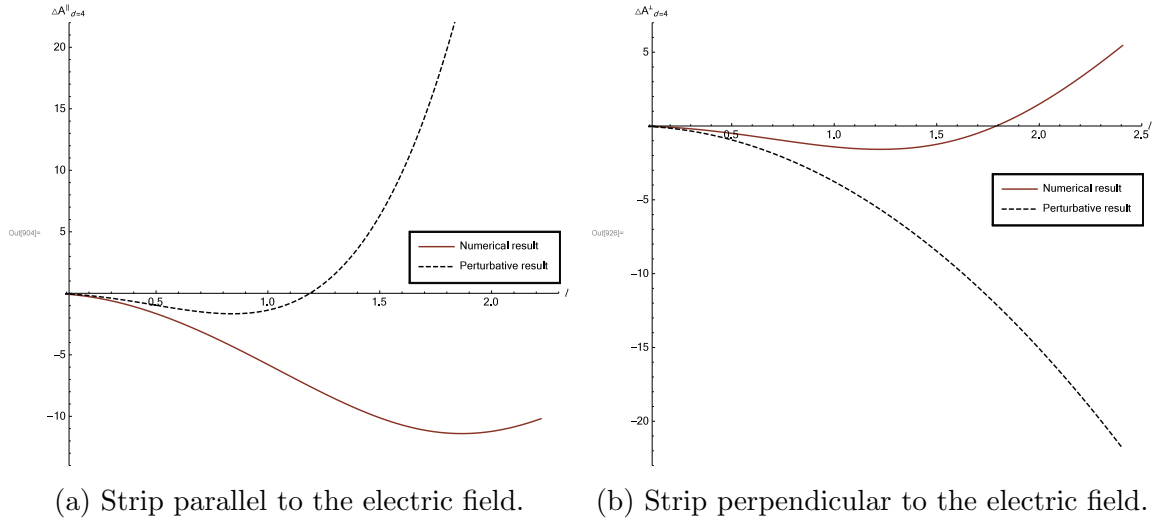 ΔA∥ d=4
20
15
10
5
Out[904]=
Numerical result
Perturbative result
0.5 1.0 1.5 2.0 l
-5
-10
ΔA⊥ d=4
5
0.5 1.0 1.5 2.0 2.5 l
Numerical result
Perturbative result
-5
Out[926]=
-10
-15
-20
(a) Strip parallel to the electric field.
(b) Strip perpendicular to the electric field.